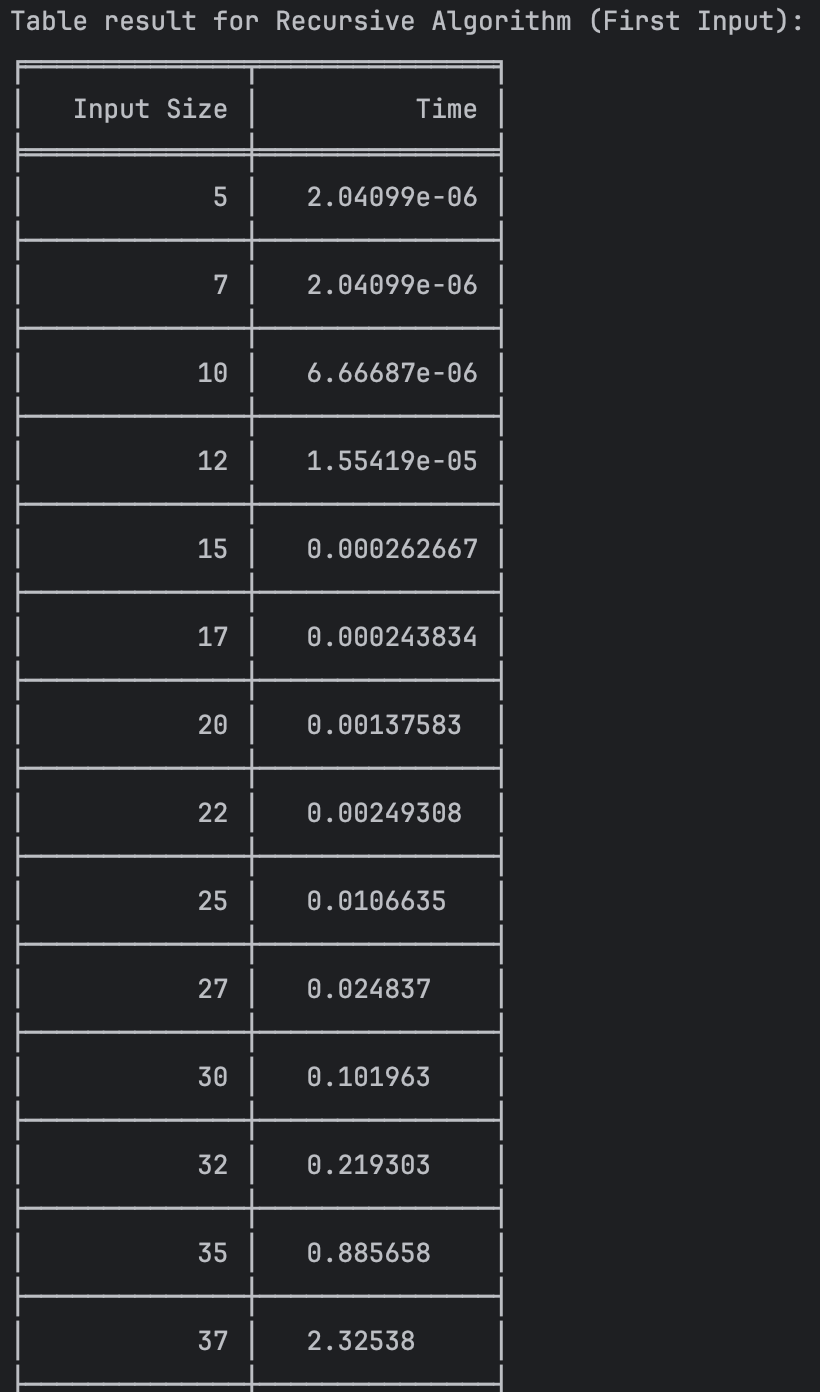 Table result for Recursive Algorithm (First Input):
Input Size Time
5 2.04099e-06
7 2.04099e-06
10 6.66687e-06
12 1.55419e-05
15 0.000262667
17 0.000243834
20 0.00137583
22 0.00249308
25 0.0106635
27 0.024837
30 0.101963
32 0.219303
35 0.885658
37 2.32538